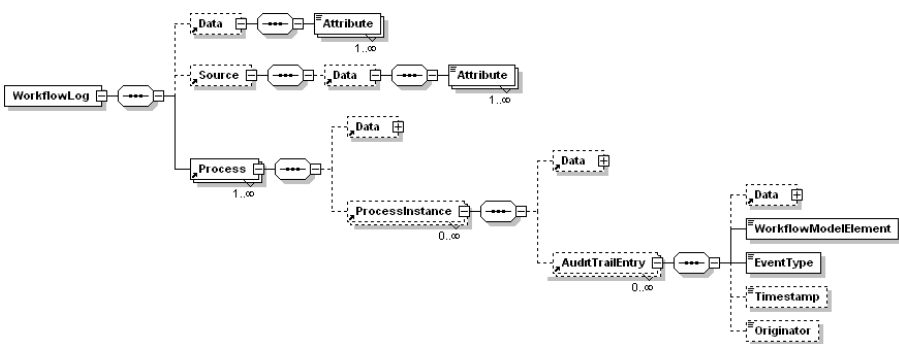 Data
Attribute
1..∞
Source
Data
Attribute
1..∞
WorkflowLog
Data
Process
1..∞
Data
ProcessInstance
0..∞
Data
WorkflowModelElement
AuditTrailEntry
0..∞
EventType
Timestamp
Originator